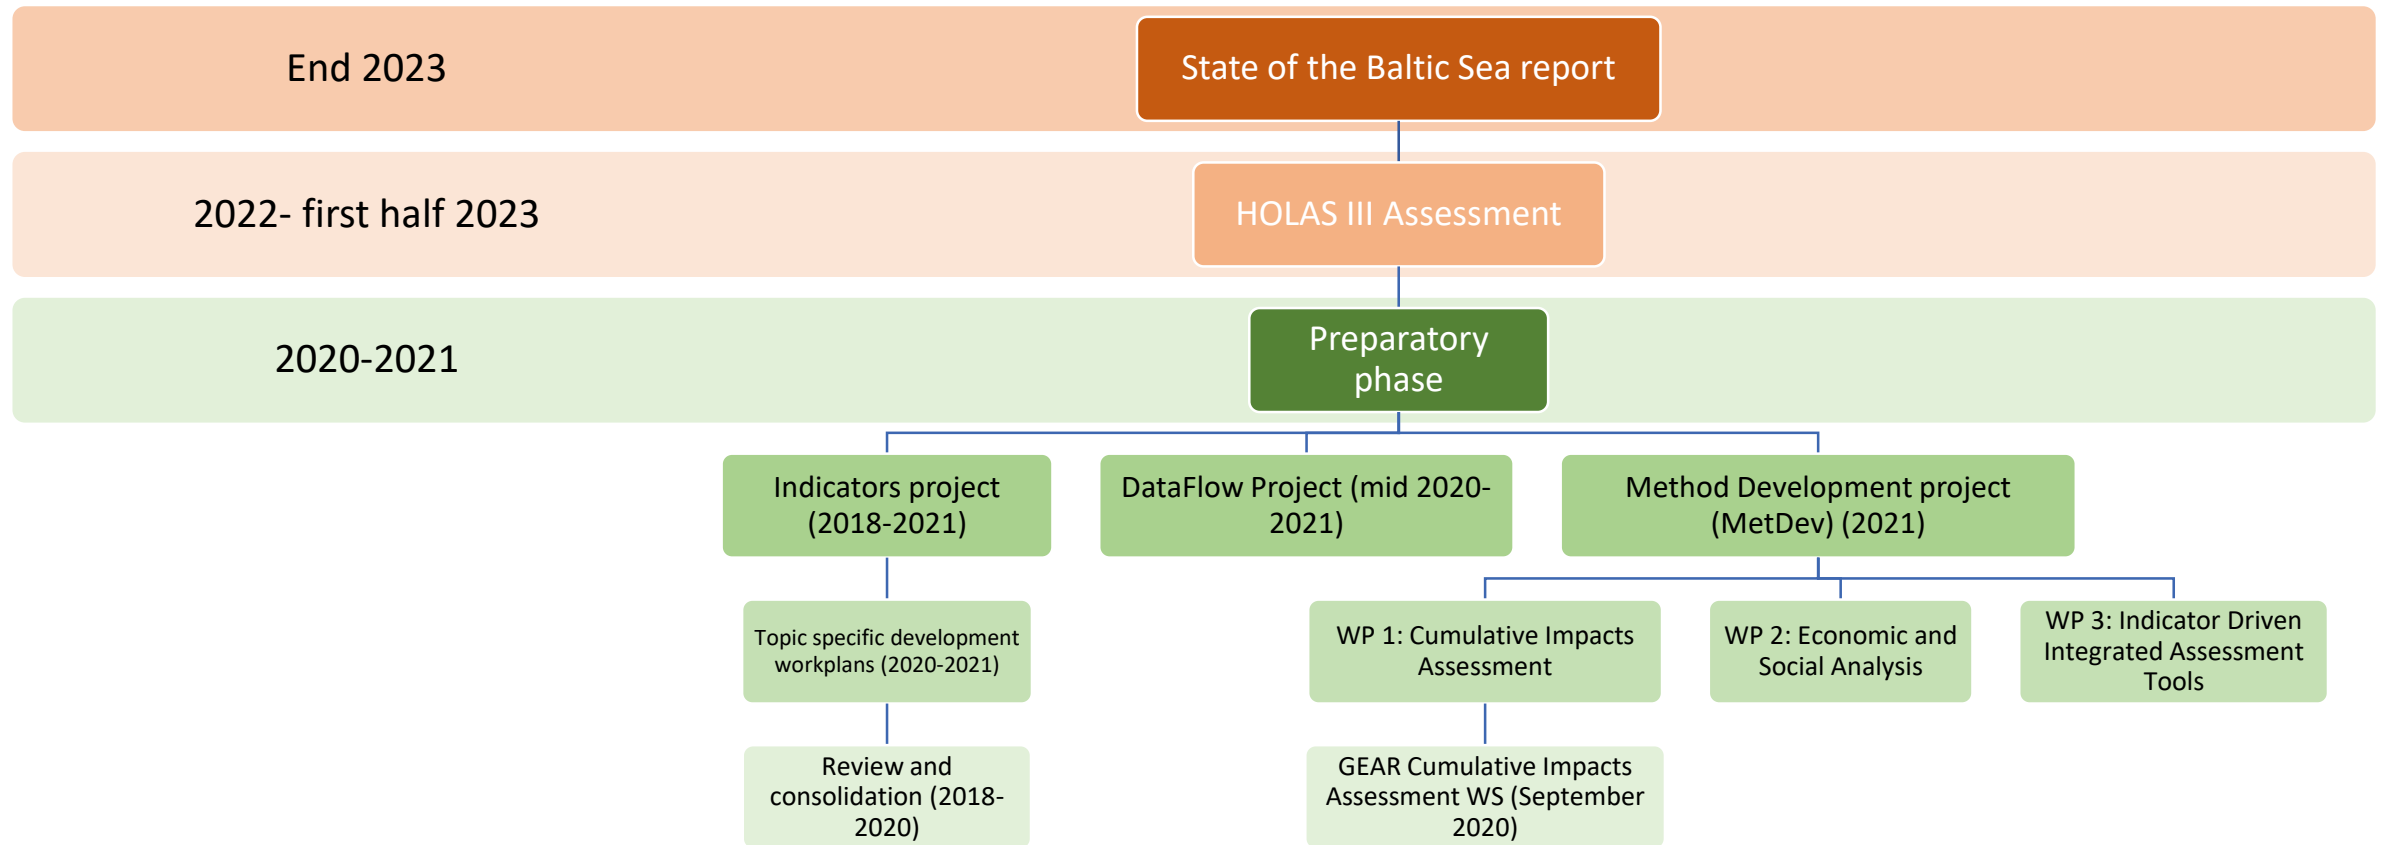 End 2023
State of the Baltic Sea report
2022- first half 2023
HOLAS III Assessment
2020-2021
Preparatory
phase
Indicators project
(2018-2021)
DataFlow Project (mid 2020-
2021)
Method Development project
(MetDev) (2021)
Topic specific development
workplans (2020-2021)
WP 1: Cumulative Impacts
Assessment
WP 2: Economic and
Social Analysis
WP 3: Indicator Driven
Integrated Assessment
Tools
Review and
consolidation (2018-
2020)
GEAR Cumulative Impacts
Assessment WS (September
2020)